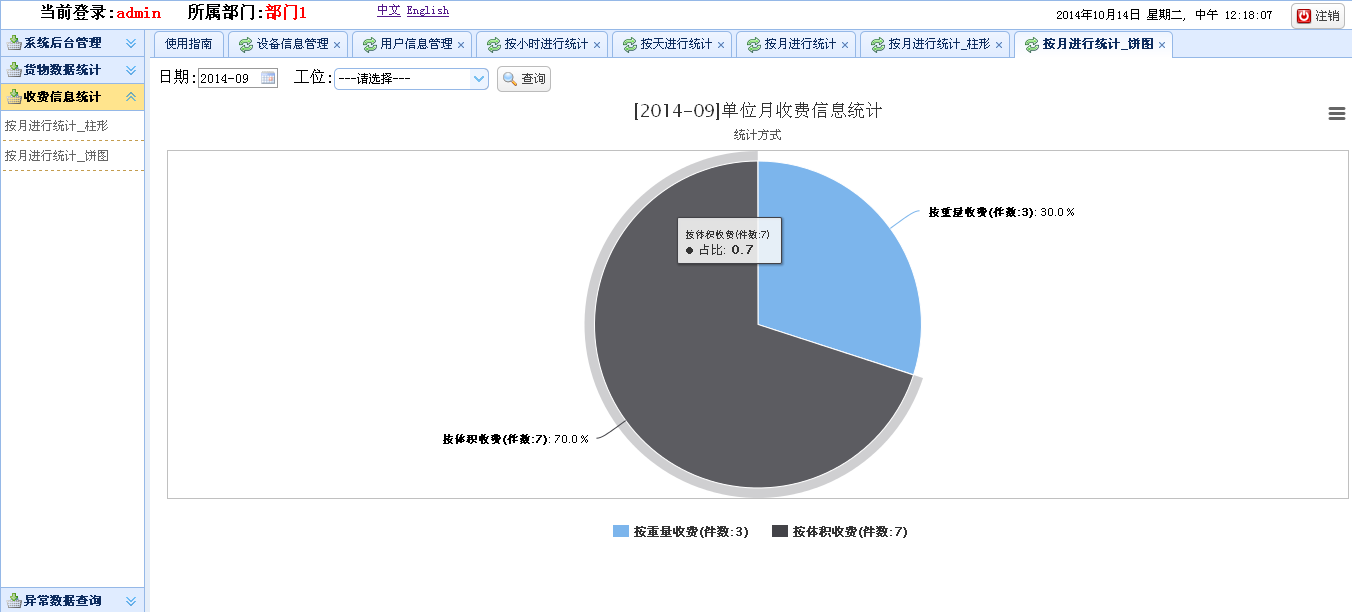 当前登录:admin 所属部门:部门1 中文 English 2014年10月14日 星期二, 中午 12:18:07 注销
系统后台管理
货物数据统计
收费信息统计
按月进行统计_柱形
按月进行统计_饼图
异常数据查询
使用指南 设备信息管理 用户信息管理 按小时进行统计 按天进行统计 按月进行统计 按月进行统计_柱形 按月进行统计_饼图
日期: 2014-09 工位: ---请选择--- 查询
[2014-09]单位月收费信息统计
统计方式
按重量收费(件数:3): 30.0%
按体积收费(件数:7)
● 占比: 0.7
按体积收费(件数:7): 70.0%
按重量收费(件数:3) 按体积收费(件数:7)